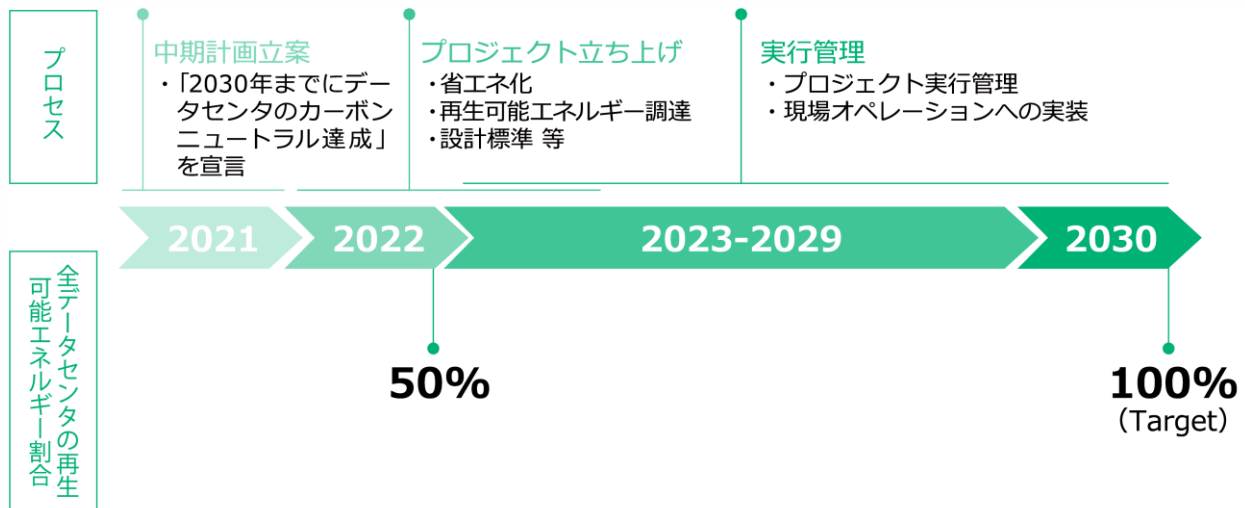 プロセス
中期計画立案
・「2030年までにデー
タセンタのカーボン
ニュートラル達成」
を宣言
プロジェクト立ち上げ
・省エネ化
・再生可能エネルギー調達
・設計標準 等
実行管理
・プロジェクト実行管理
・現場オペレーションへの実装
2021
2022
2023-2029
2030
全データセンタの再生
可能エネルギー割合
50%
100%
（Target）